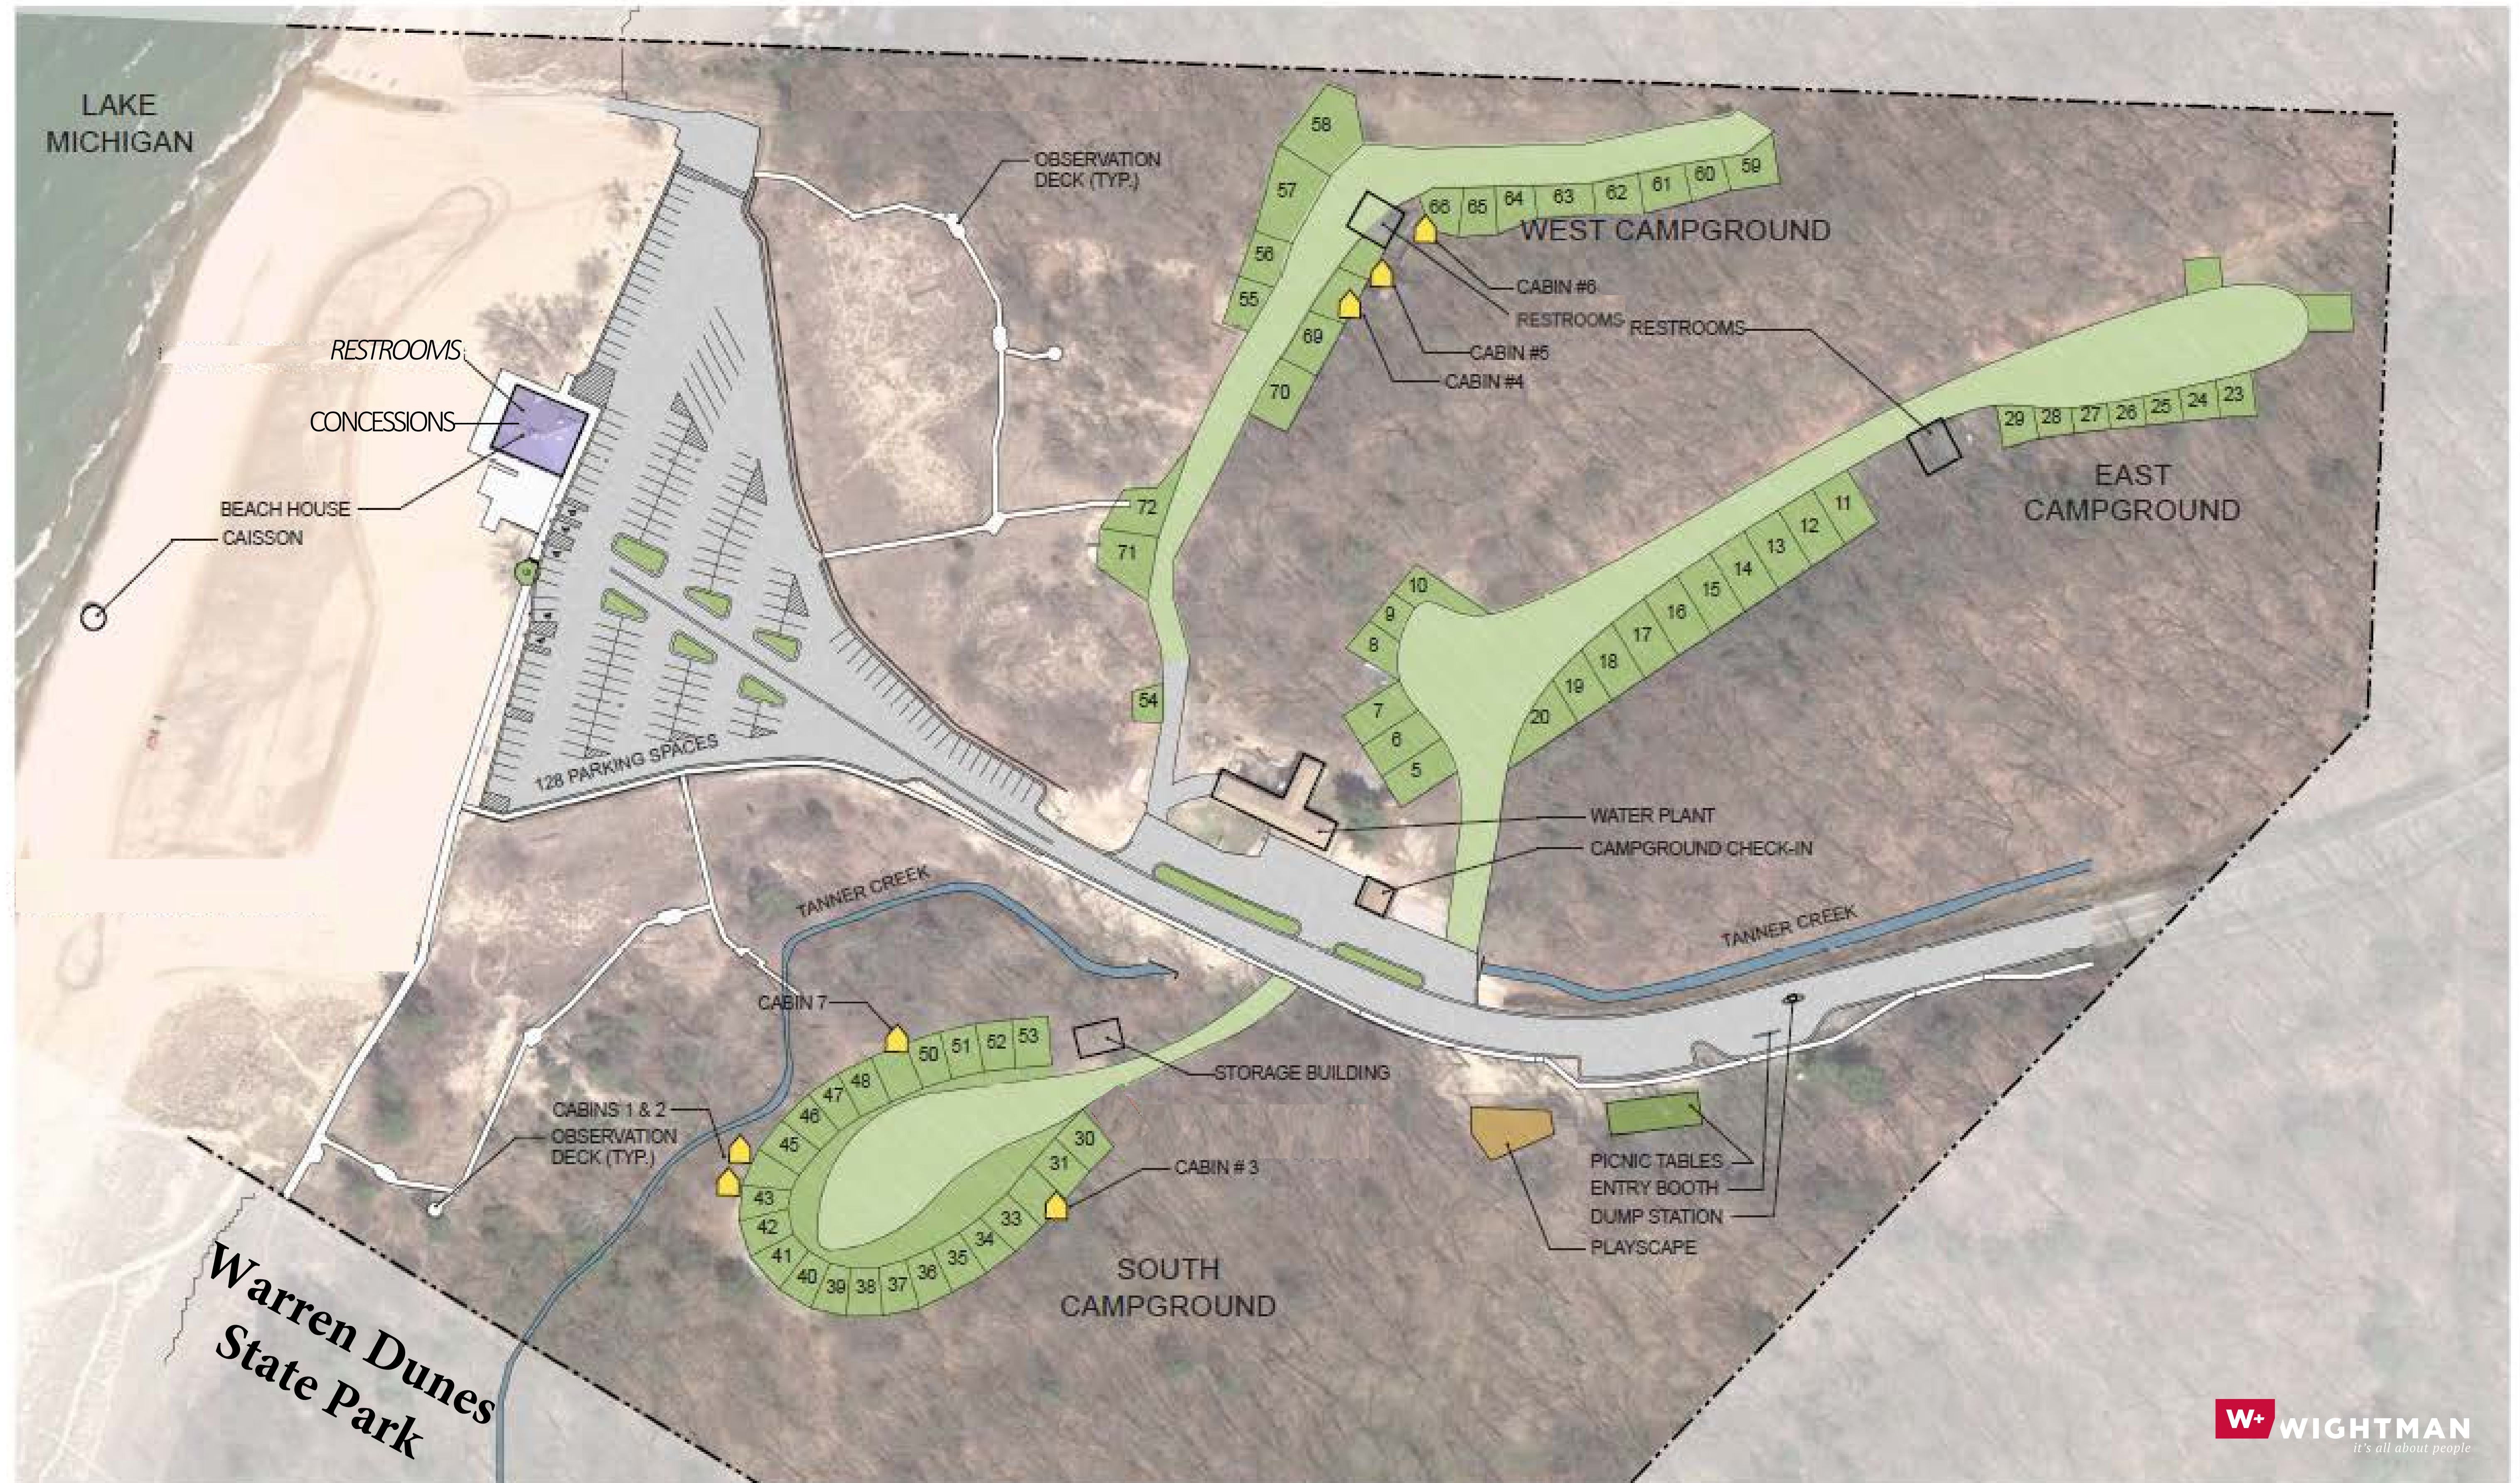 LAKE
MICHIGAN
OBSERVATION
DECK (TYP.)
58
57
56
55
59
60
61
62
63
64
65
66
WEST CAMPGROUND
CABIN #6
RESTROOMS
RESTROOMS
CABIN #5
CABIN #4
69
70
72
71
54
RESTROOMS
CONCESSIONS
BEACH HOUSE
CAISSON
29
28
27
26
25
24
23
EAST
CAMPGROUND
11
12
13
14
15
16
17
18
19
20
10
9
8
7
6
5
128 PARKING SPACES
WATER PLANT
CAMPGROUND CHECK-IN
TANNER CREEK
TANNER CREEK
CABIN 7
50
51
52
53
48
47
46
45
STORAGE BUILDING
CABINS 1 & 2
OBSERVATION
DECK (TYP.)
43
42
41
40
39
38
37
36
35
34
33
31
30
CABIN # 3
SOUTH
CAMPGROUND
PICNIC TABLES
ENTRY BOOTH
DUMP STATION
PLAYSCAPE
Warren Dunes
State Park
W+ WIGHTMAN
it's all about people